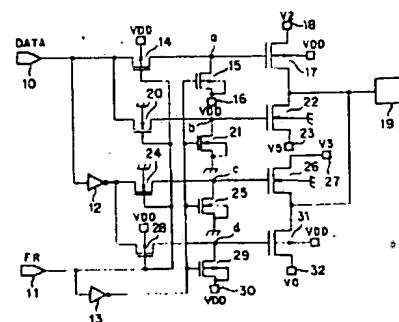 V2
VDD 14 a 18
DATA
15 VDD
10 17
16
20 VDD 22
b
21 23 19
V5 V3
24 c 26
12 25 27
VDD 28 31
d VDD
FR
29
11 32
30
13 VDD V0